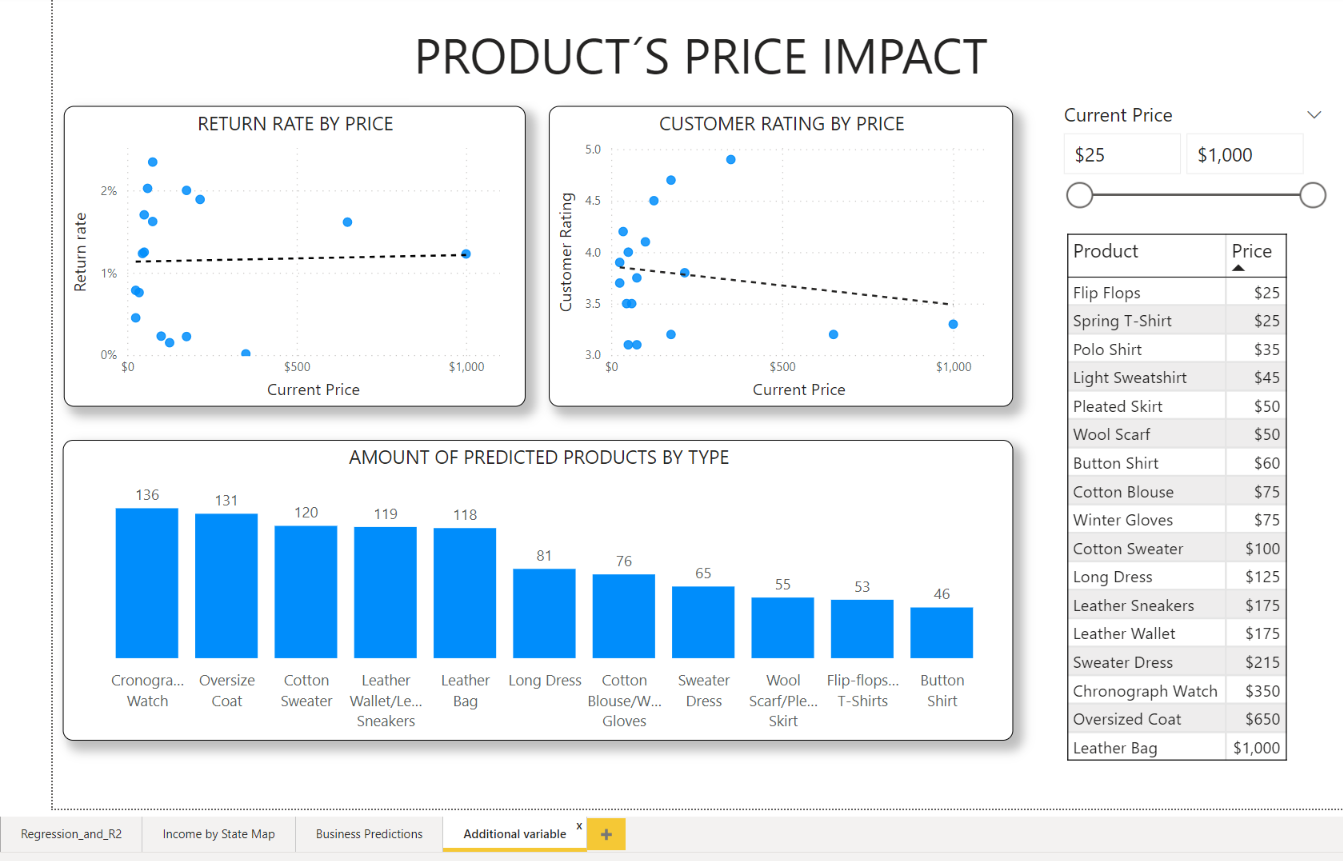 PRODUCT´S PRICE IMPACT
RETURN RATE BY PRICE
Return rate
2%
1%
0%
$0
$500
$1,000
Current Price
CUSTOMER RATING BY PRICE
Customer Rating
5.0
4.5
4.0
3.5
3.0
$0
$500
$1,000
Current Price
Current Price
$25
$1,000
Product Price
Flip Flops $25
Spring T-Shirt $25
Polo Shirt $35
Light Sweatshirt $45
Pleated Skirt $50
Wool Scarf $50
Button Shirt $60
Cotton Blouse $75
Winter Gloves $75
Cotton Sweater $100
Long Dress $125
Leather Sneakers $175
Leather Wallet $175
Sweater Dress $215
Chronograph Watch $350
Oversized Coat $650
Leather Bag $1,000
AMOUNT OF PREDICTED PRODUCTS BY TYPE
136
131
120
119
118
81
76
65
55
53
46
Cronogra...
Watch
Oversize
Coat
Cotton
Sweater
Leather
Wallet/Le...
Sneakers
Leather
Bag
Long Dress
Cotton
Blouse/W...
Gloves
Sweater
Dress
Wool
Scarf/Ple...
Skirt
Flip-flops...
T-Shirts
Button
Shirt
Regression_and_R2
Income by State Map
Business Predictions
Additional variable
x
+